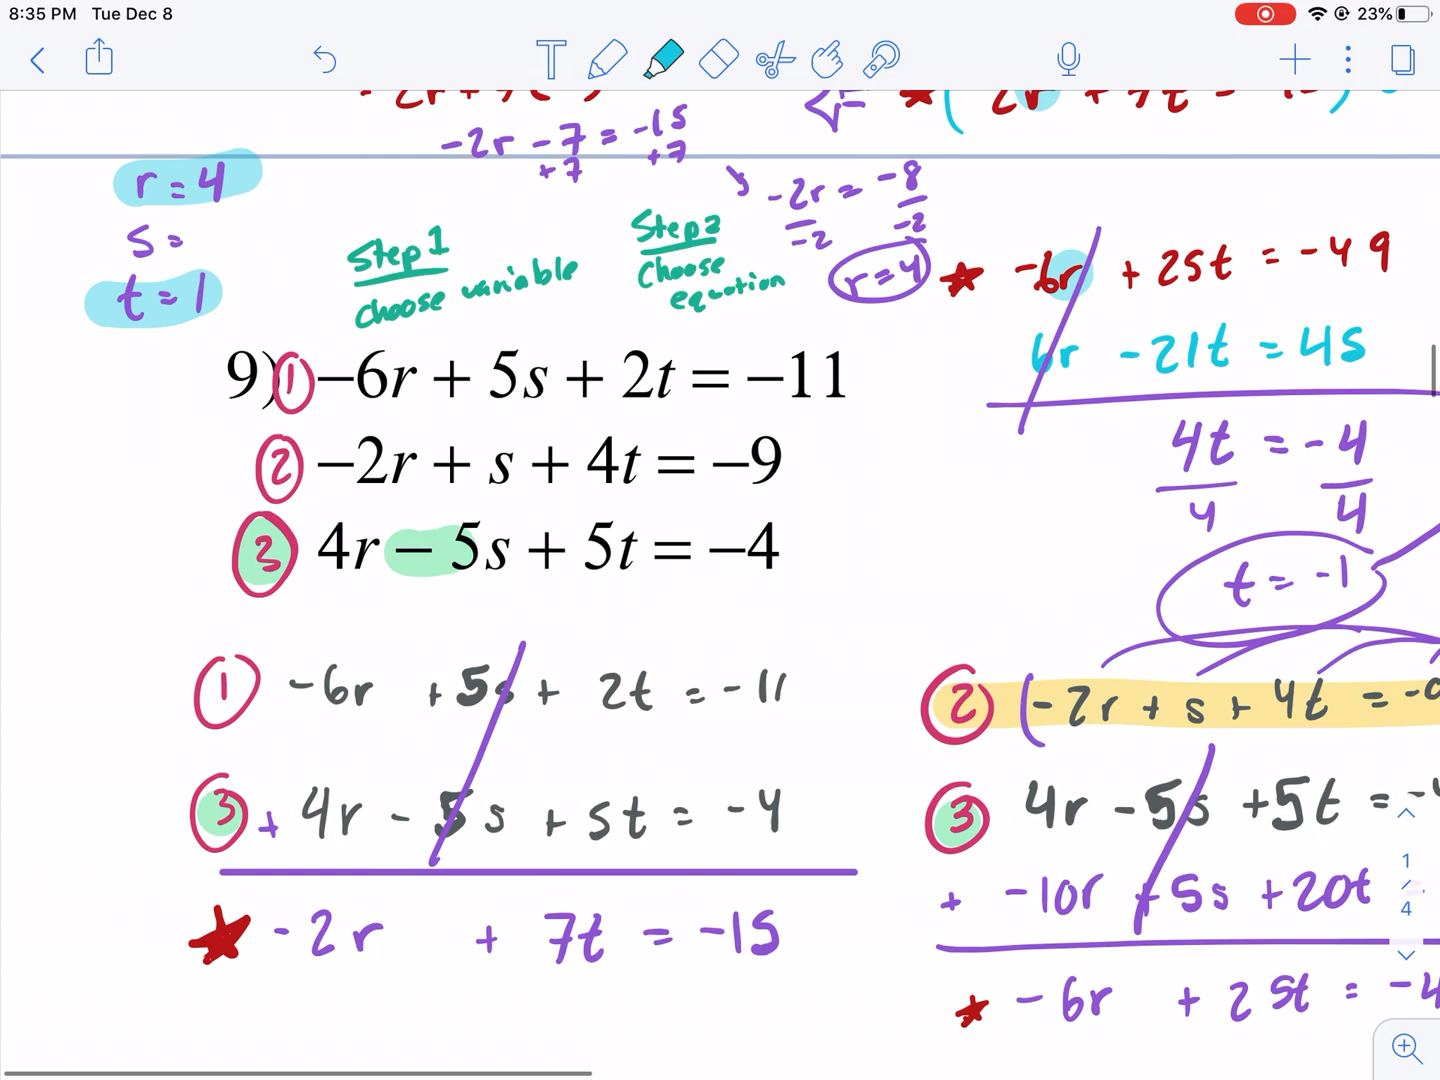 8:35 PM Tue Dec 8 23%
-2r - 7 = -15
+7 +7
-2r = -8
-2 -2
r = 4
r = 4
s =
t = 1
Step 1
choose variable
Step 2
Choose
equation
9) 1 −6r + 5s + 2t = −11
2 −2r + s + 4t = −9
3 4r − 5s + 5t = −4
1 -6r + 5s + 2t = -11
3 + 4r - 5s + 5t = -4
★ -2r + 7t = -15
★ -6r + 25t = -49
6r - 21t = 45
4t = -4
4 4
t = -1
2 (-2r + s + 4t =
3 4r - 5s + 5t = -4
+ -10r + 5s + 20t
★ -6r + 25t = -4
1
/
4